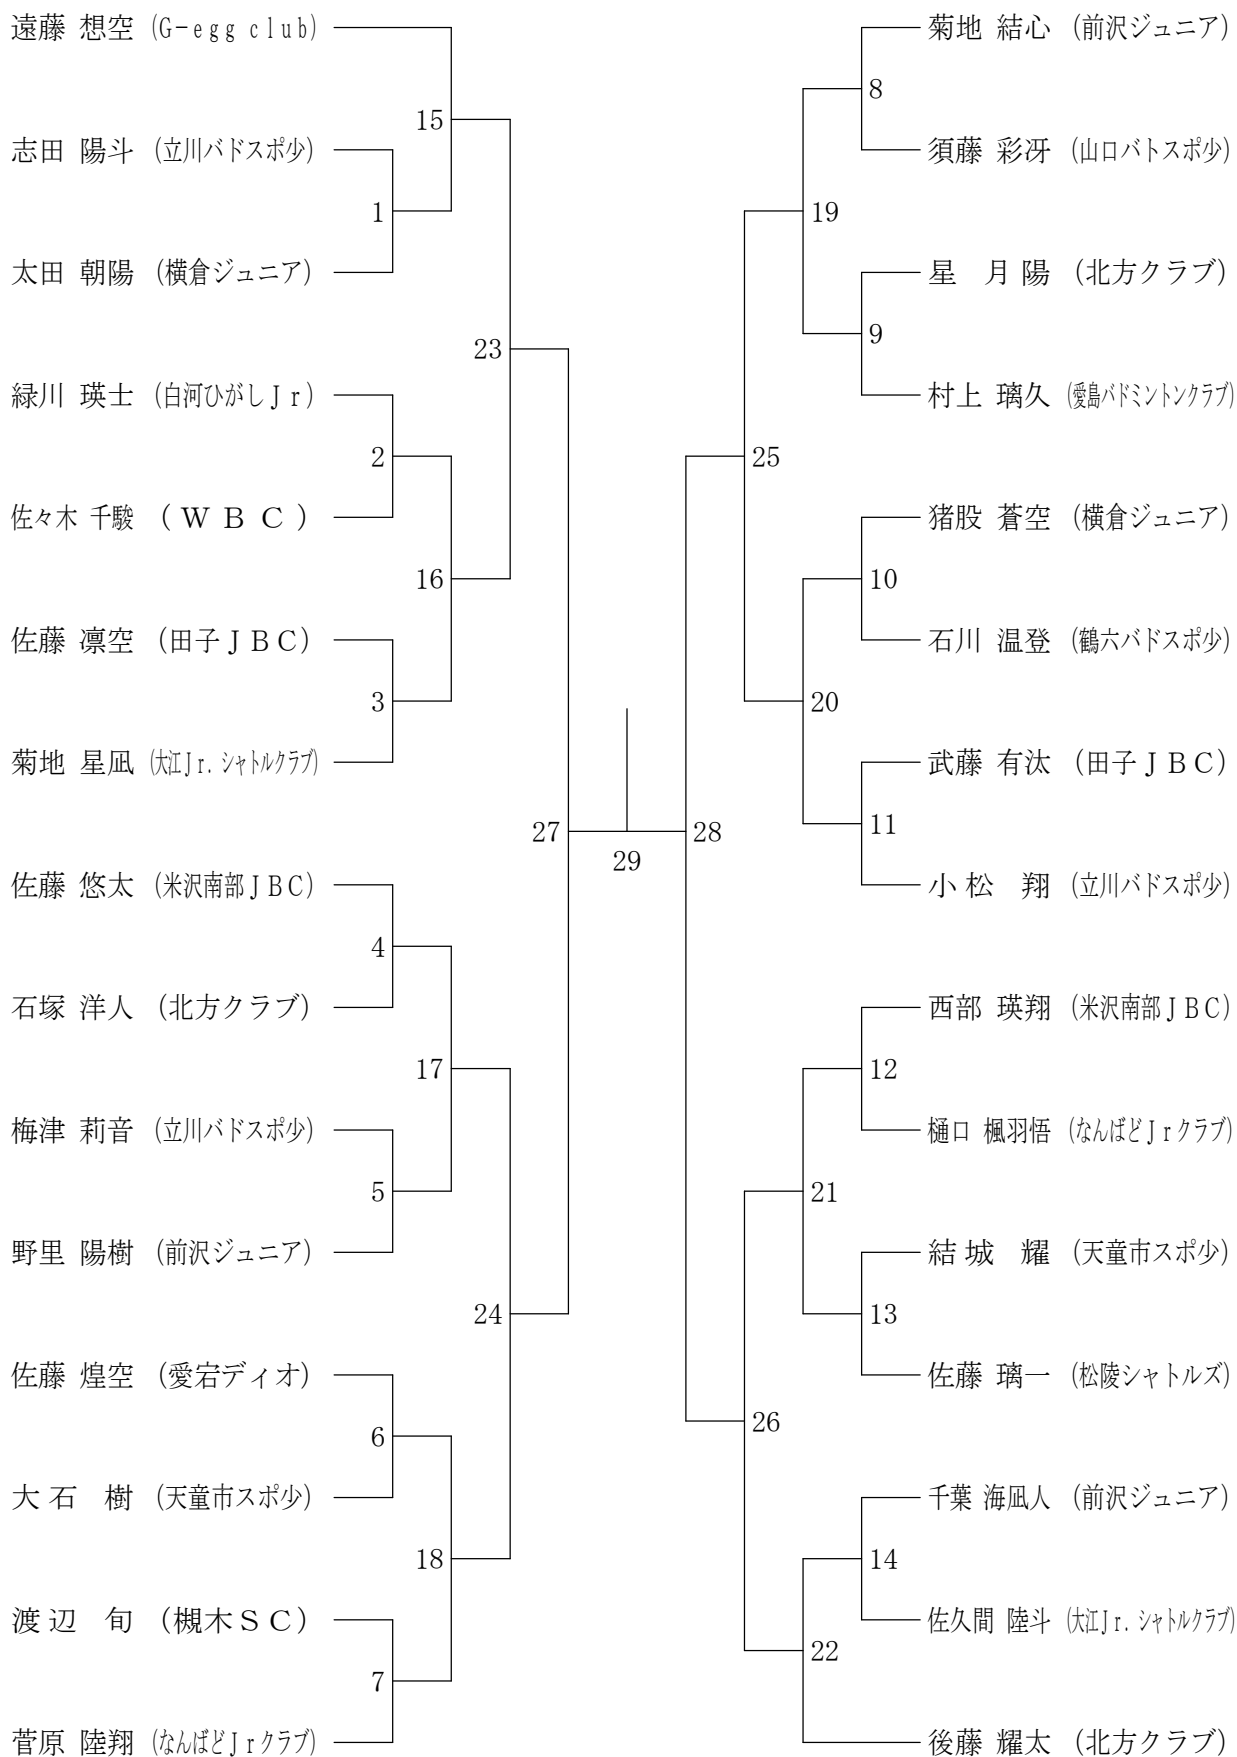 遠藤 想空 (G-egg club)
15
志田 陽斗 (立川バドスポ少)
1
太田 朝陽 (横倉ジュニア)
23
緑川 瑛士 (白河ひがしＪｒ)
2
佐々木 千駿 (ＷＢＣ)
16
佐藤 凛空 (田子ＪＢＣ)
3
菊地 星凪 (大江Jr.シャトルクラブ)
27
佐藤 悠太 (米沢南部ＪＢＣ)
4
石塚 洋人 (北方クラブ)
17
梅津 莉音 (立川バドスポ少)
5
野里 陽樹 (前沢ジュニア)
24
佐藤 煌空 (愛宕ディオ)
6
大石 樹 (天童市スポ少)
18
渡辺 旬 (槻木ＳＣ)
7
菅原 陸翔 (なんばどＪｒクラブ)
29
菊地 結心 (前沢ジュニア)
8
須藤 彩冴 (山口バトスポ少)
19
星 月陽 (北方クラブ)
9
村上 璃久 (愛島バドミントンクラブ)
25
猪股 蒼空 (横倉ジュニア)
10
石川 温登 (鶴六バドスポ少)
20
武藤 有汰 (田子ＪＢＣ)
11
28
小松 翔 (立川バドスポ少)
西部 瑛翔 (米沢南部ＪＢＣ)
12
樋口 楓羽悟 (なんばどＪｒクラブ)
21
結城 耀 (天童市スポ少)
13
佐藤 璃一 (松陵シャトルズ)
26
千葉 海凪人 (前沢ジュニア)
14
佐久間 陸斗 (大江Jr.シャトルクラブ)
22
後藤 耀太 (北方クラブ)